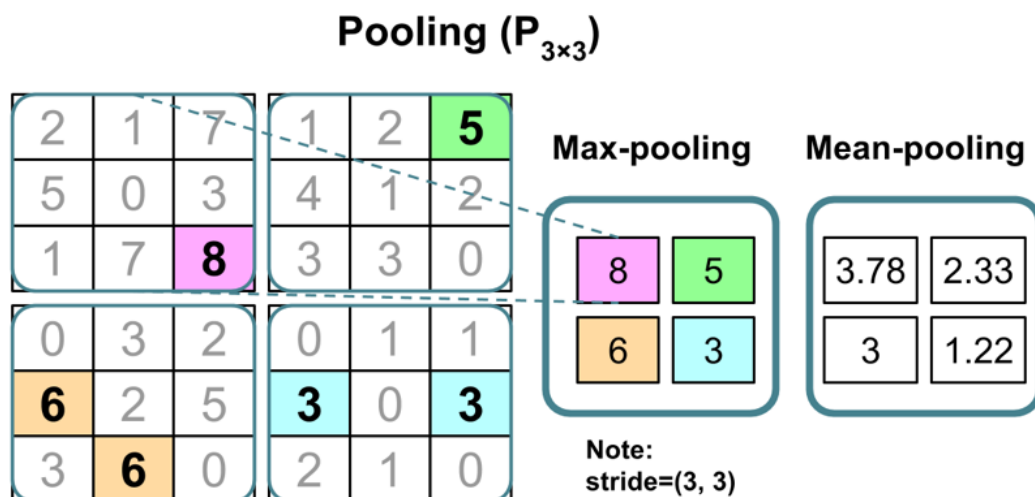 Pooling (P3×3)
2 1 7 1 2 5
5 0 3 4 1 2
1 7 8 3 3 0
0 3 2 0 1 1
6 2 5 3 0 3
3 6 0 2 1 0
Max-pooling
8 5
6 3
Mean-pooling
3.78 2.33
3 1.22
Note:
stride=(3, 3)